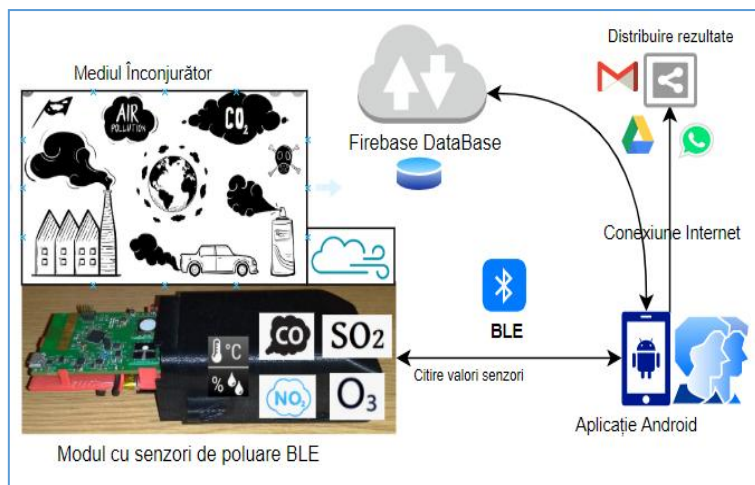 Distribuire rezultate
Mediul Înconjurător
AIR
POLLUTION
CO2
Firebase DataBase
Conexiune Internet
BLE
CO
SO2
°C
%
NO2
O3
Citire valori senzori
Aplicație Android
Modul cu senzori de poluare BLE